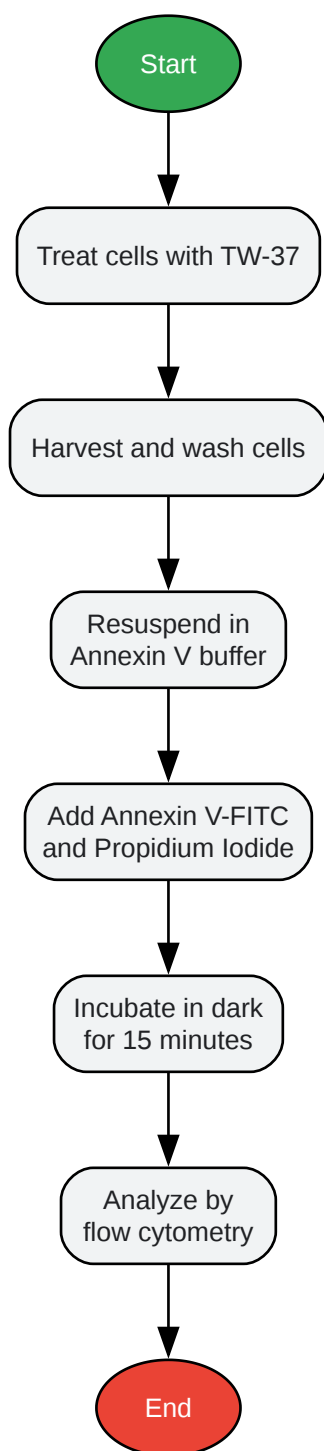 Start
Treat cells with TW-37
Harvest and wash cells
Resuspend in
Annexin V buffer
Add Annexin V-FITC
and Propidium Iodide
Incubate in dark
for 15 minutes
Analyze by
flow cytometry
End